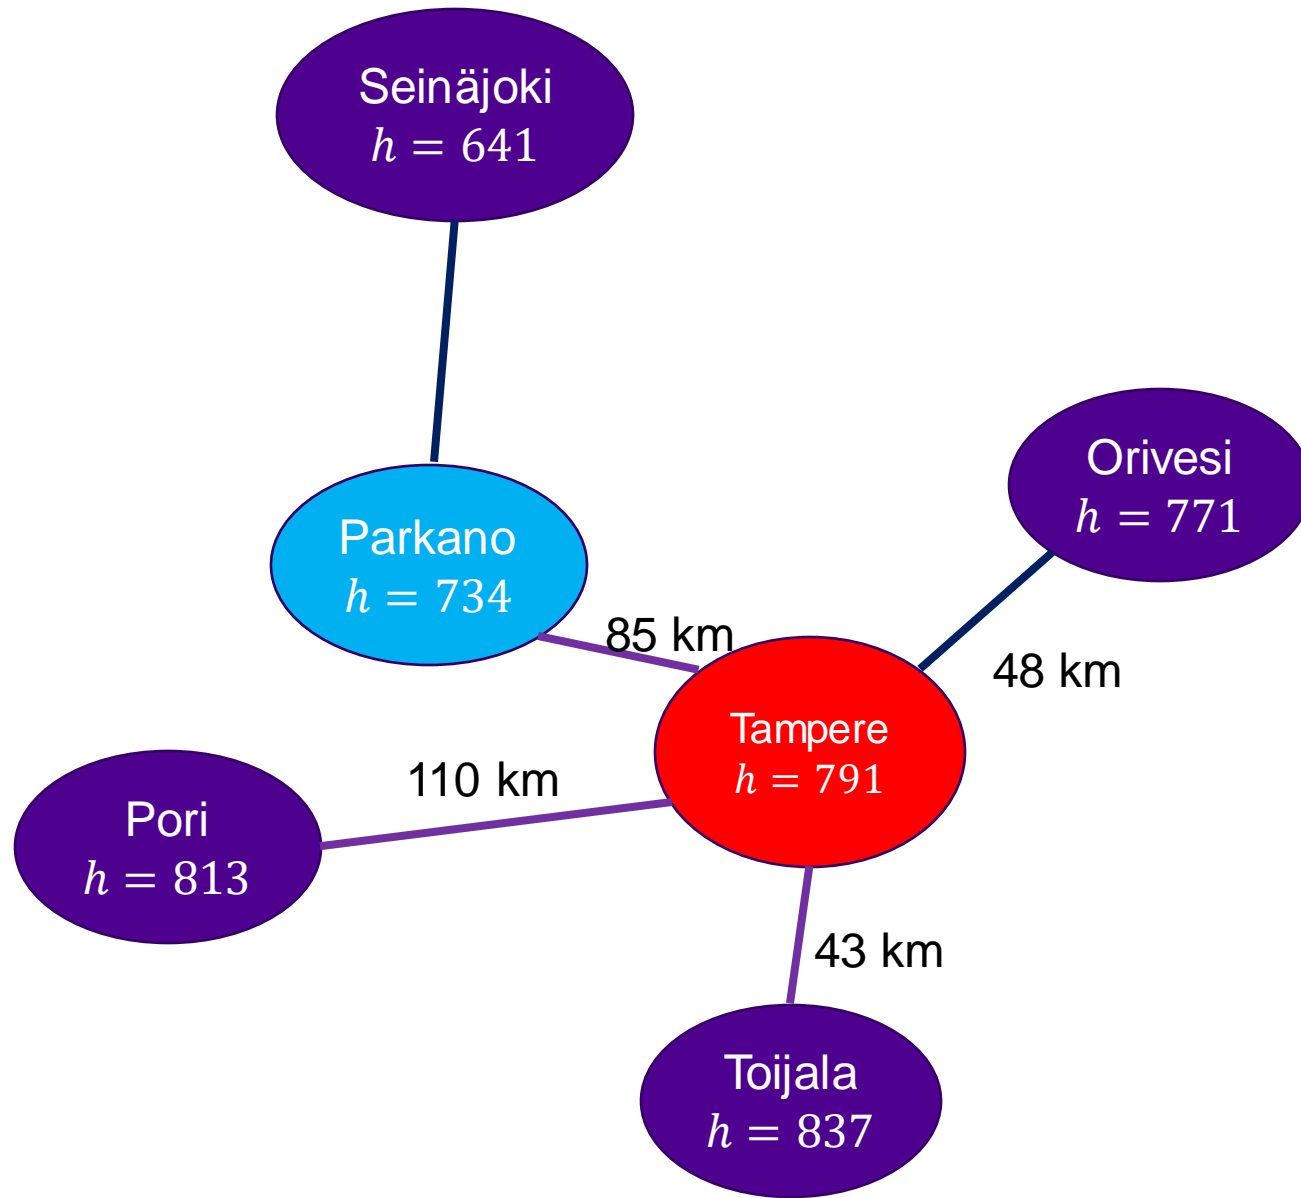 Seinäjoki
ℎ = 641
Orivesi
ℎ = 771
Parkano
ℎ = 734
85 km
48 km
Tampere
ℎ = 791
110 km
Pori
ℎ = 813
43 km
Toijala
ℎ = 837